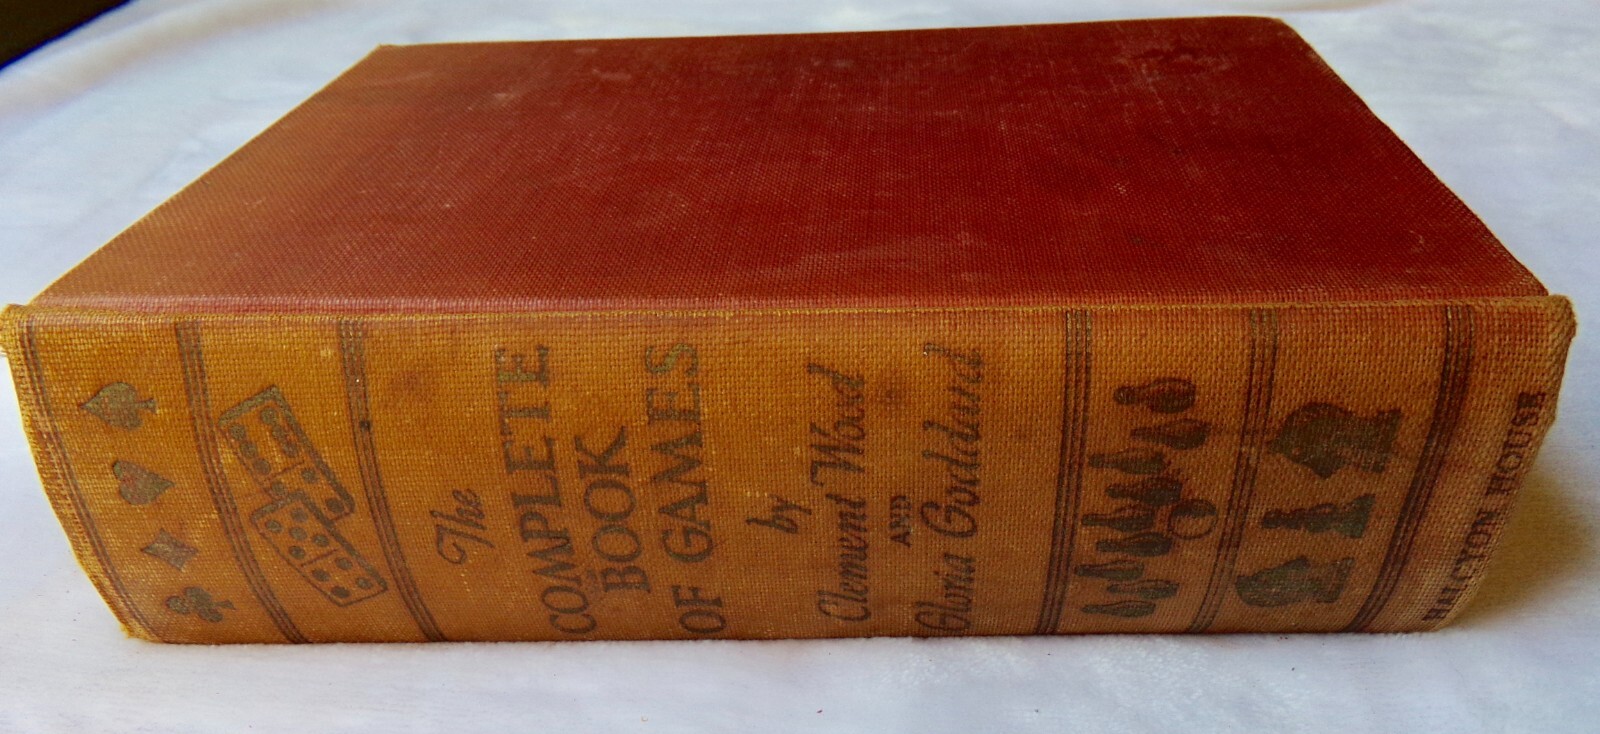 The
COMPLETE
BOOK
OF GAMES
by
Clement Wood
AND
Gloria Goddard
HALCYON HOUSE